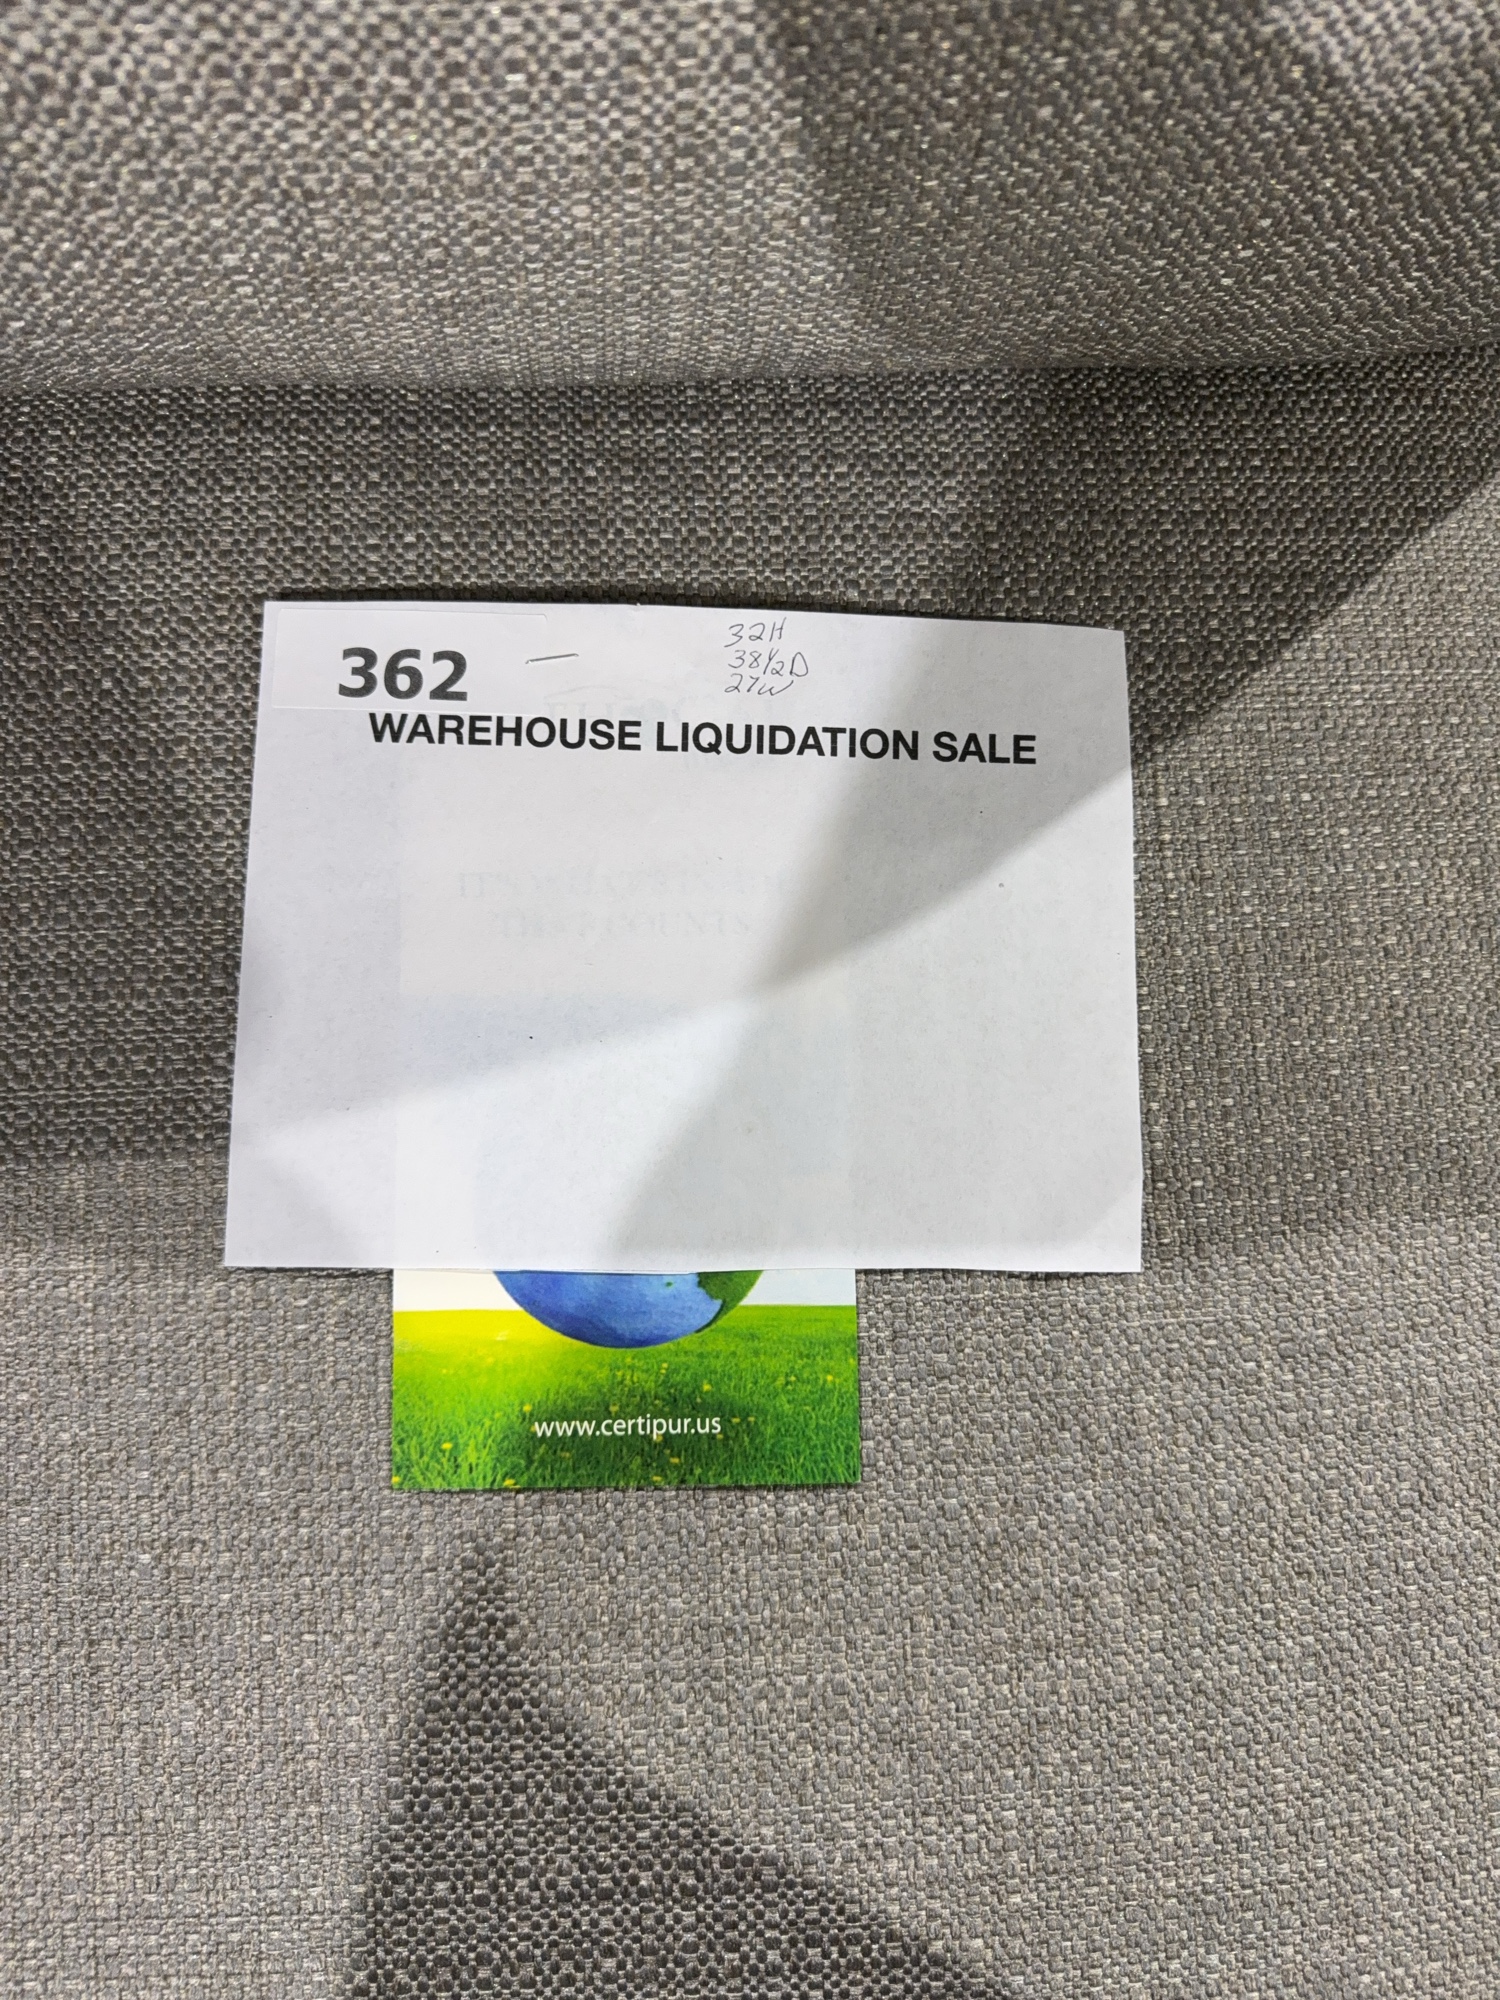 362
32H
38½D
27W
WAREHOUSE LIQUIDATION SALE
www.certipur.us